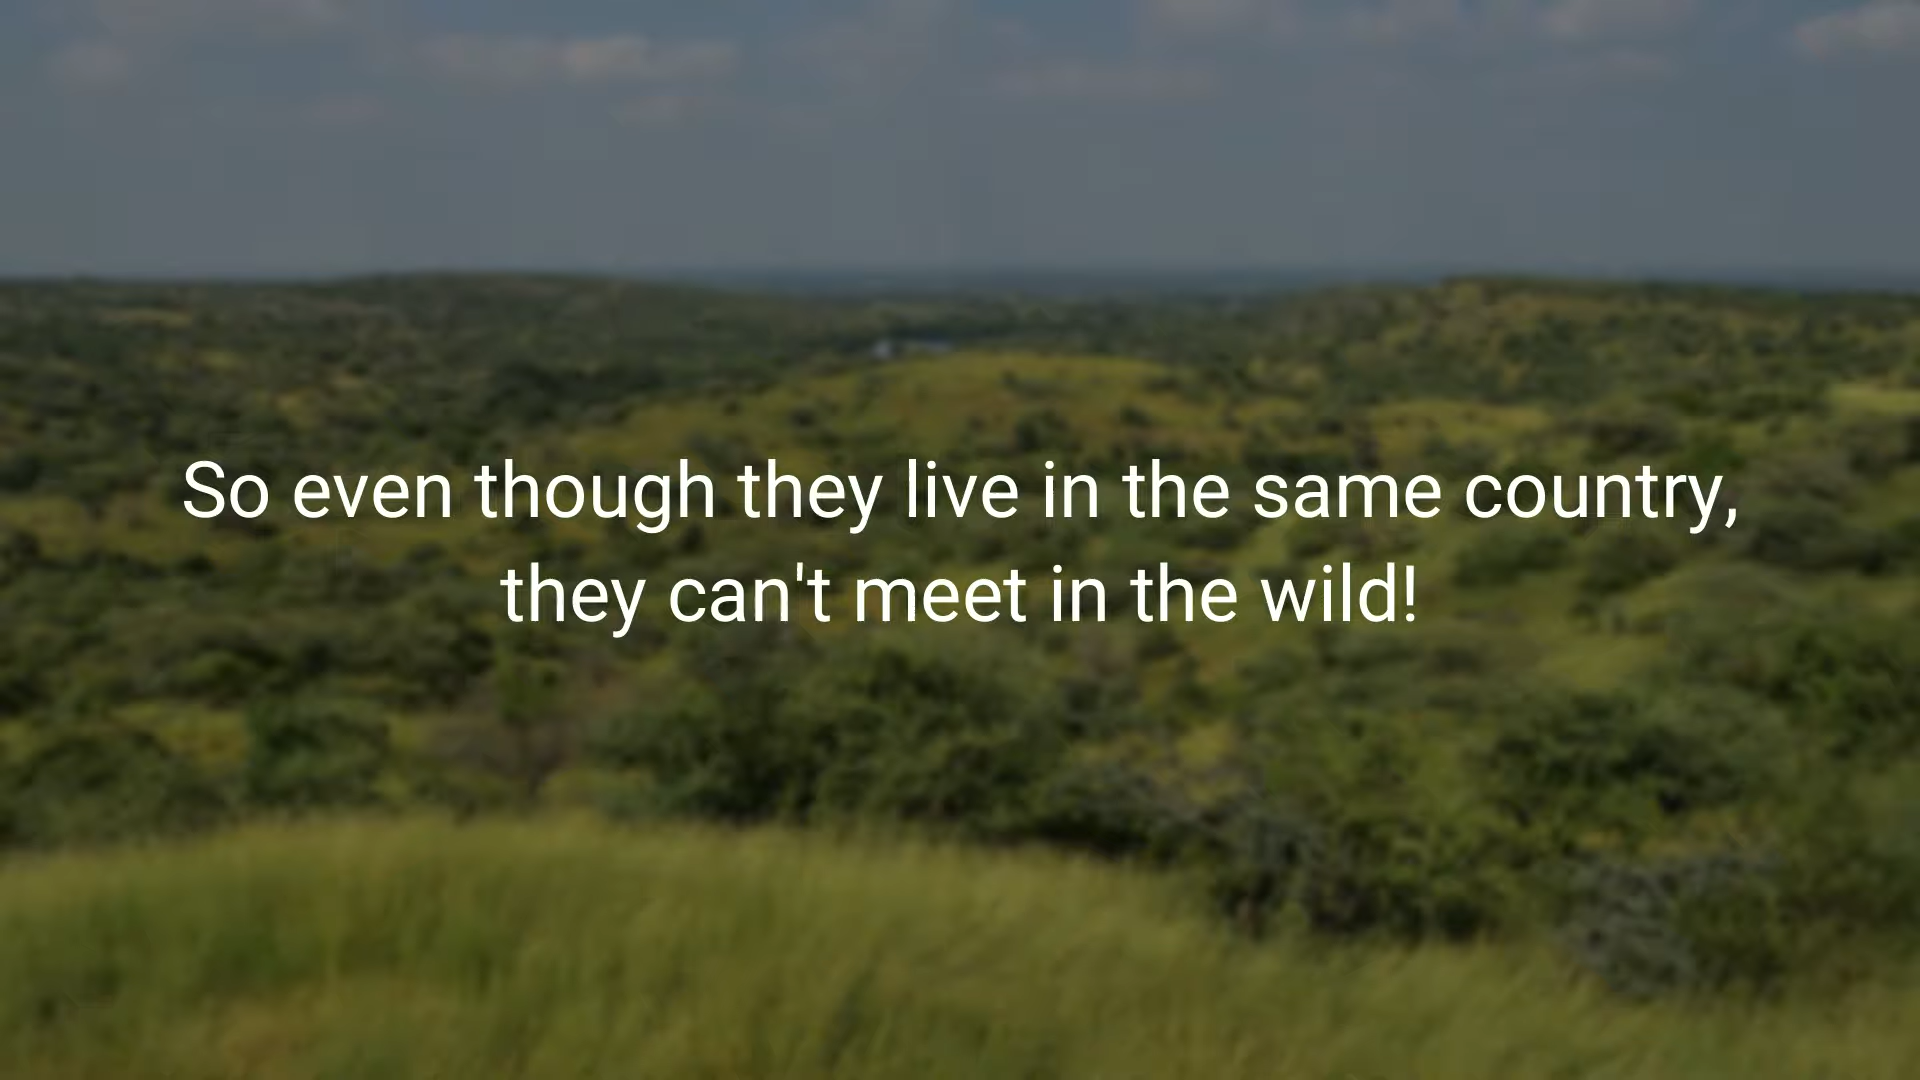 So even though they live in the same country,
they can't meet in the wild!